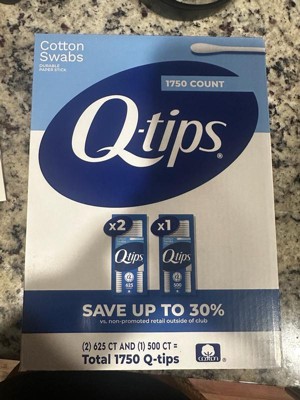 Cotton
Swabs
DURABLE
PAPER STICK
1750 COUNT
Q-tips®
x2
x1
Q-tips
Q-tips
625
500
SAVE UP TO 30%
vs. non-promoted retail outside of club
(2) 625 CT AND (1) 500 CT =
Total 1750 Q-tips
cotton